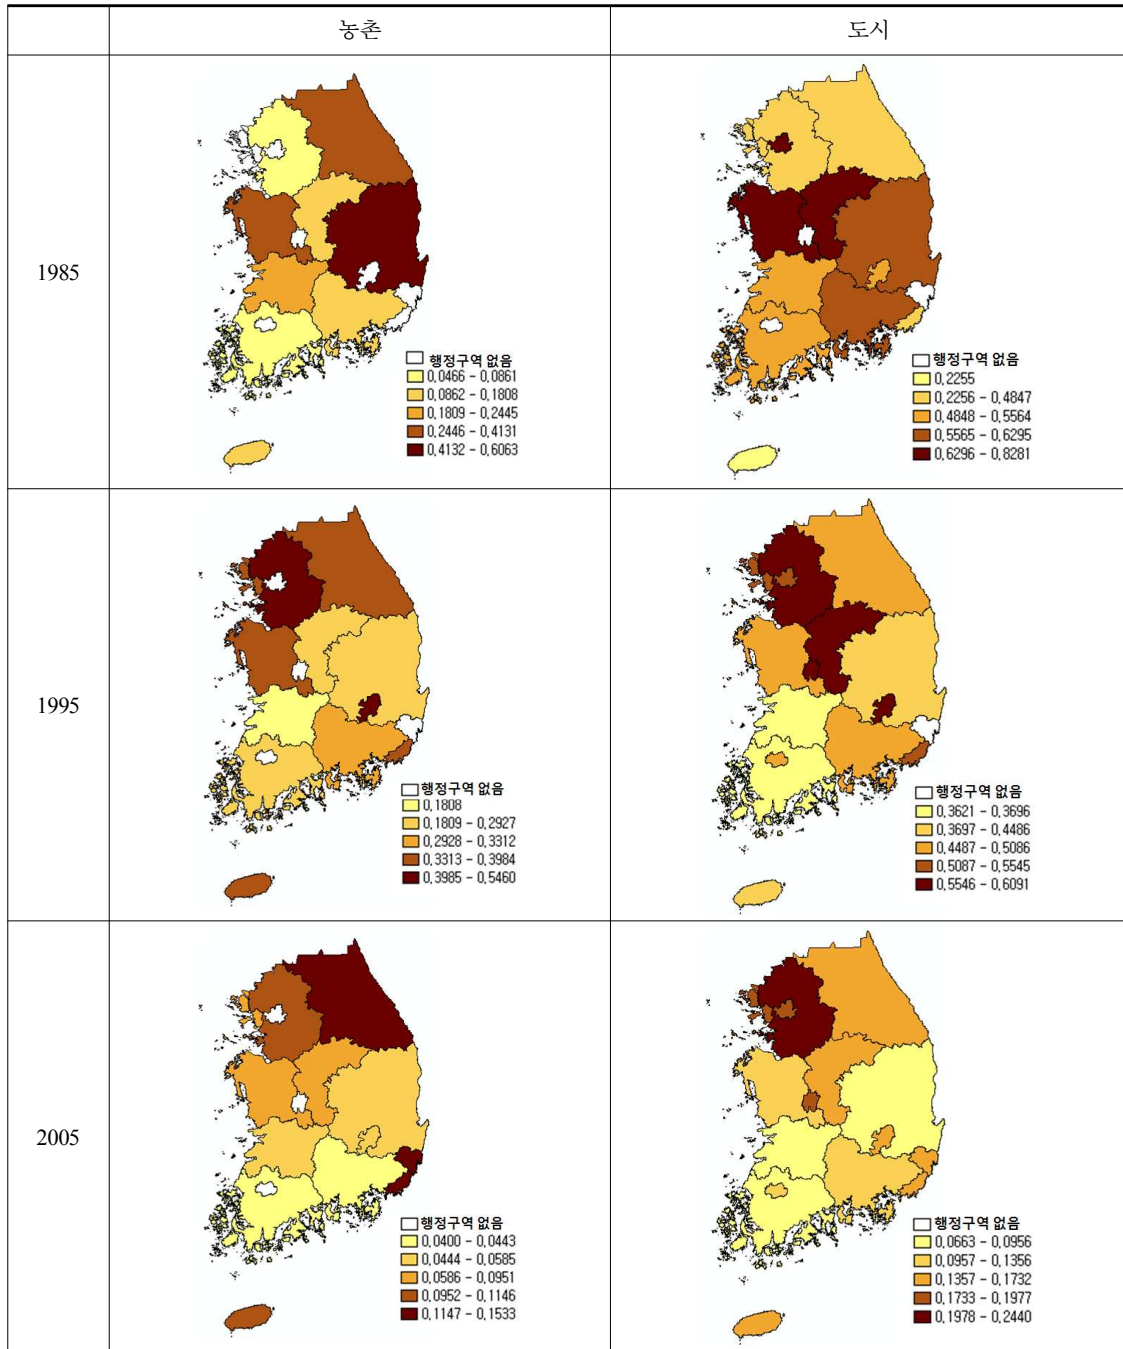 농촌
도시
1985
행정구역 없음
0,0466 - 0,0861
0,0862 - 0,1808
0,1809 - 0,2445
0,2446 - 0,4131
0,4132 - 0,6063
행정구역 없음
0,2255
0,2256 - 0,4847
0,4848 - 0,5564
0,5565 - 0,6295
0,6296 - 0,8281
1995
행정구역 없음
0,1808
0,1809 - 0,2927
0,2928 - 0,3312
0,3313 - 0,3984
0,3985 - 0,5460
행정구역 없음
0,3621 - 0,3696
0,3697 - 0,4486
0,4487 - 0,5086
0,5087 - 0,5545
0,5546 - 0,6091
2005
행정구역 없음
0,0400 - 0,0443
0,0444 - 0,0585
0,0586 - 0,0951
0,0952 - 0,1146
0,1147 - 0,1533
행정구역 없음
0,0663 - 0,0956
0,0957 - 0,1356
0,1357 - 0,1732
0,1733 - 0,1977
0,1978 - 0,2440